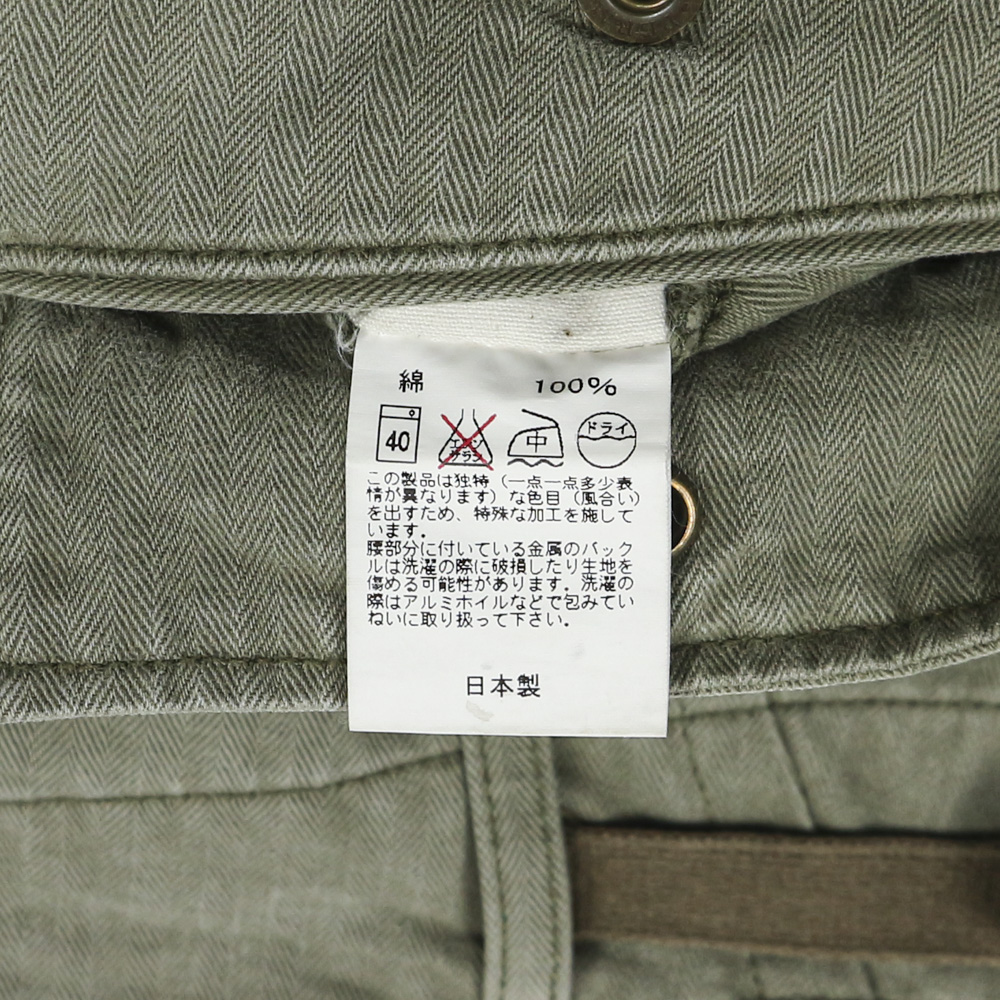 綿 100%
40 エンソ サラシ 中 ドライ
この製品は独特（一点一点多少表
情が異なります）な色目（風合い）
を出すため、特殊な加工を施して
います。
腰部分に付いている金属のバック
ルは洗濯の際に破損したり生地を
傷める可能性があります。洗濯の
際はアルミホイルなどで包みてい
ねいに取り扱って下さい。
日本製